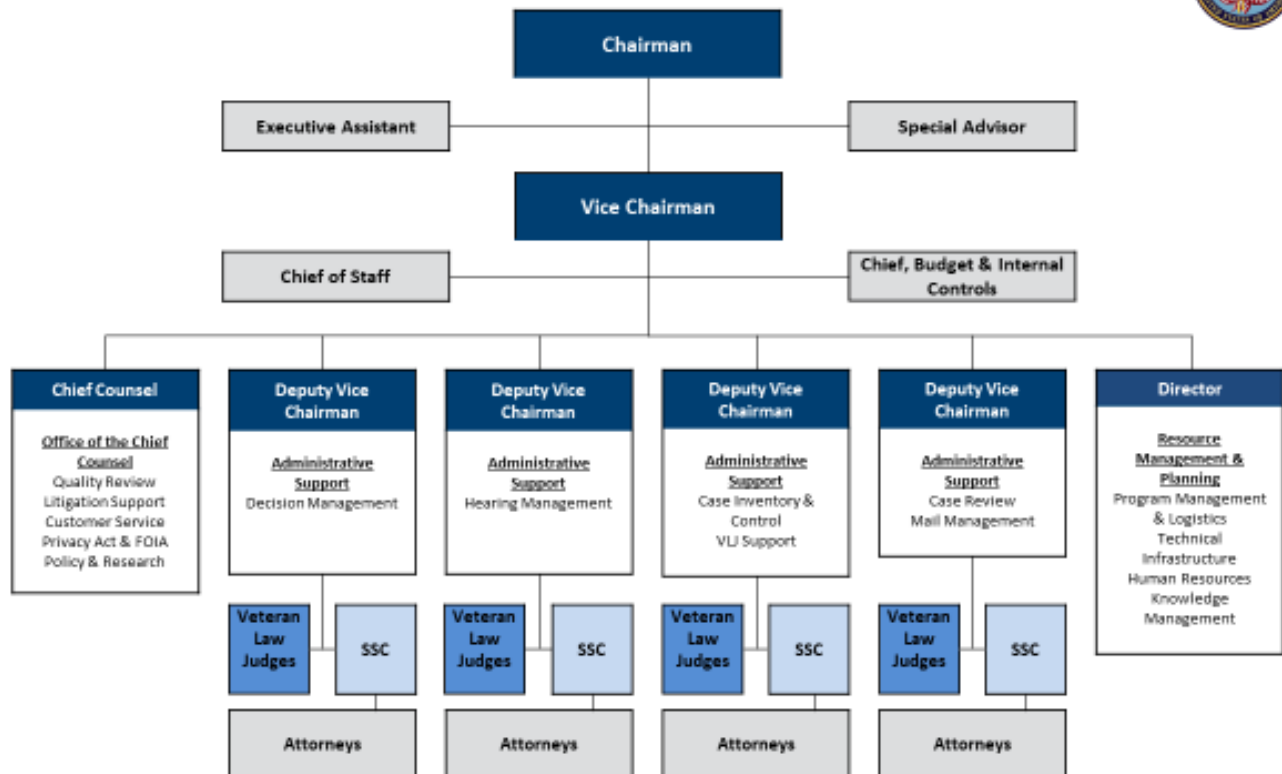 Chairman
Executive Assistant
Special Advisor
Vice Chairman
Chief of Staff
Chief, Budget & Internal
Controls
Chief Counsel
Office of the Chief
Counsel
Quality Review
Litigation Support
Customer Service
Privacy Act & FOIA
Policy & Research
Deputy Vice
Chairman
Administrative
Support
Decision Management
Deputy Vice
Chairman
Administrative
Support
Hearing Management
Deputy Vice
Chairman
Administrative
Support
Case Inventory &
Control
VLJ Support
Deputy Vice
Chairman
Administrative
Support
Case Review
Mail Management
Director
Resource
Management &
Planning
Program Management
& Logistics
Technical
Infrastructure
Human Resources
Knowledge
Management
Veteran
Law
Judges
SSC
Veteran
Law
Judges
SSC
Veteran
Law
Judges
SSC
Veteran
Law
Judges
SSC
Attorneys
Attorneys
Attorneys
Attorneys